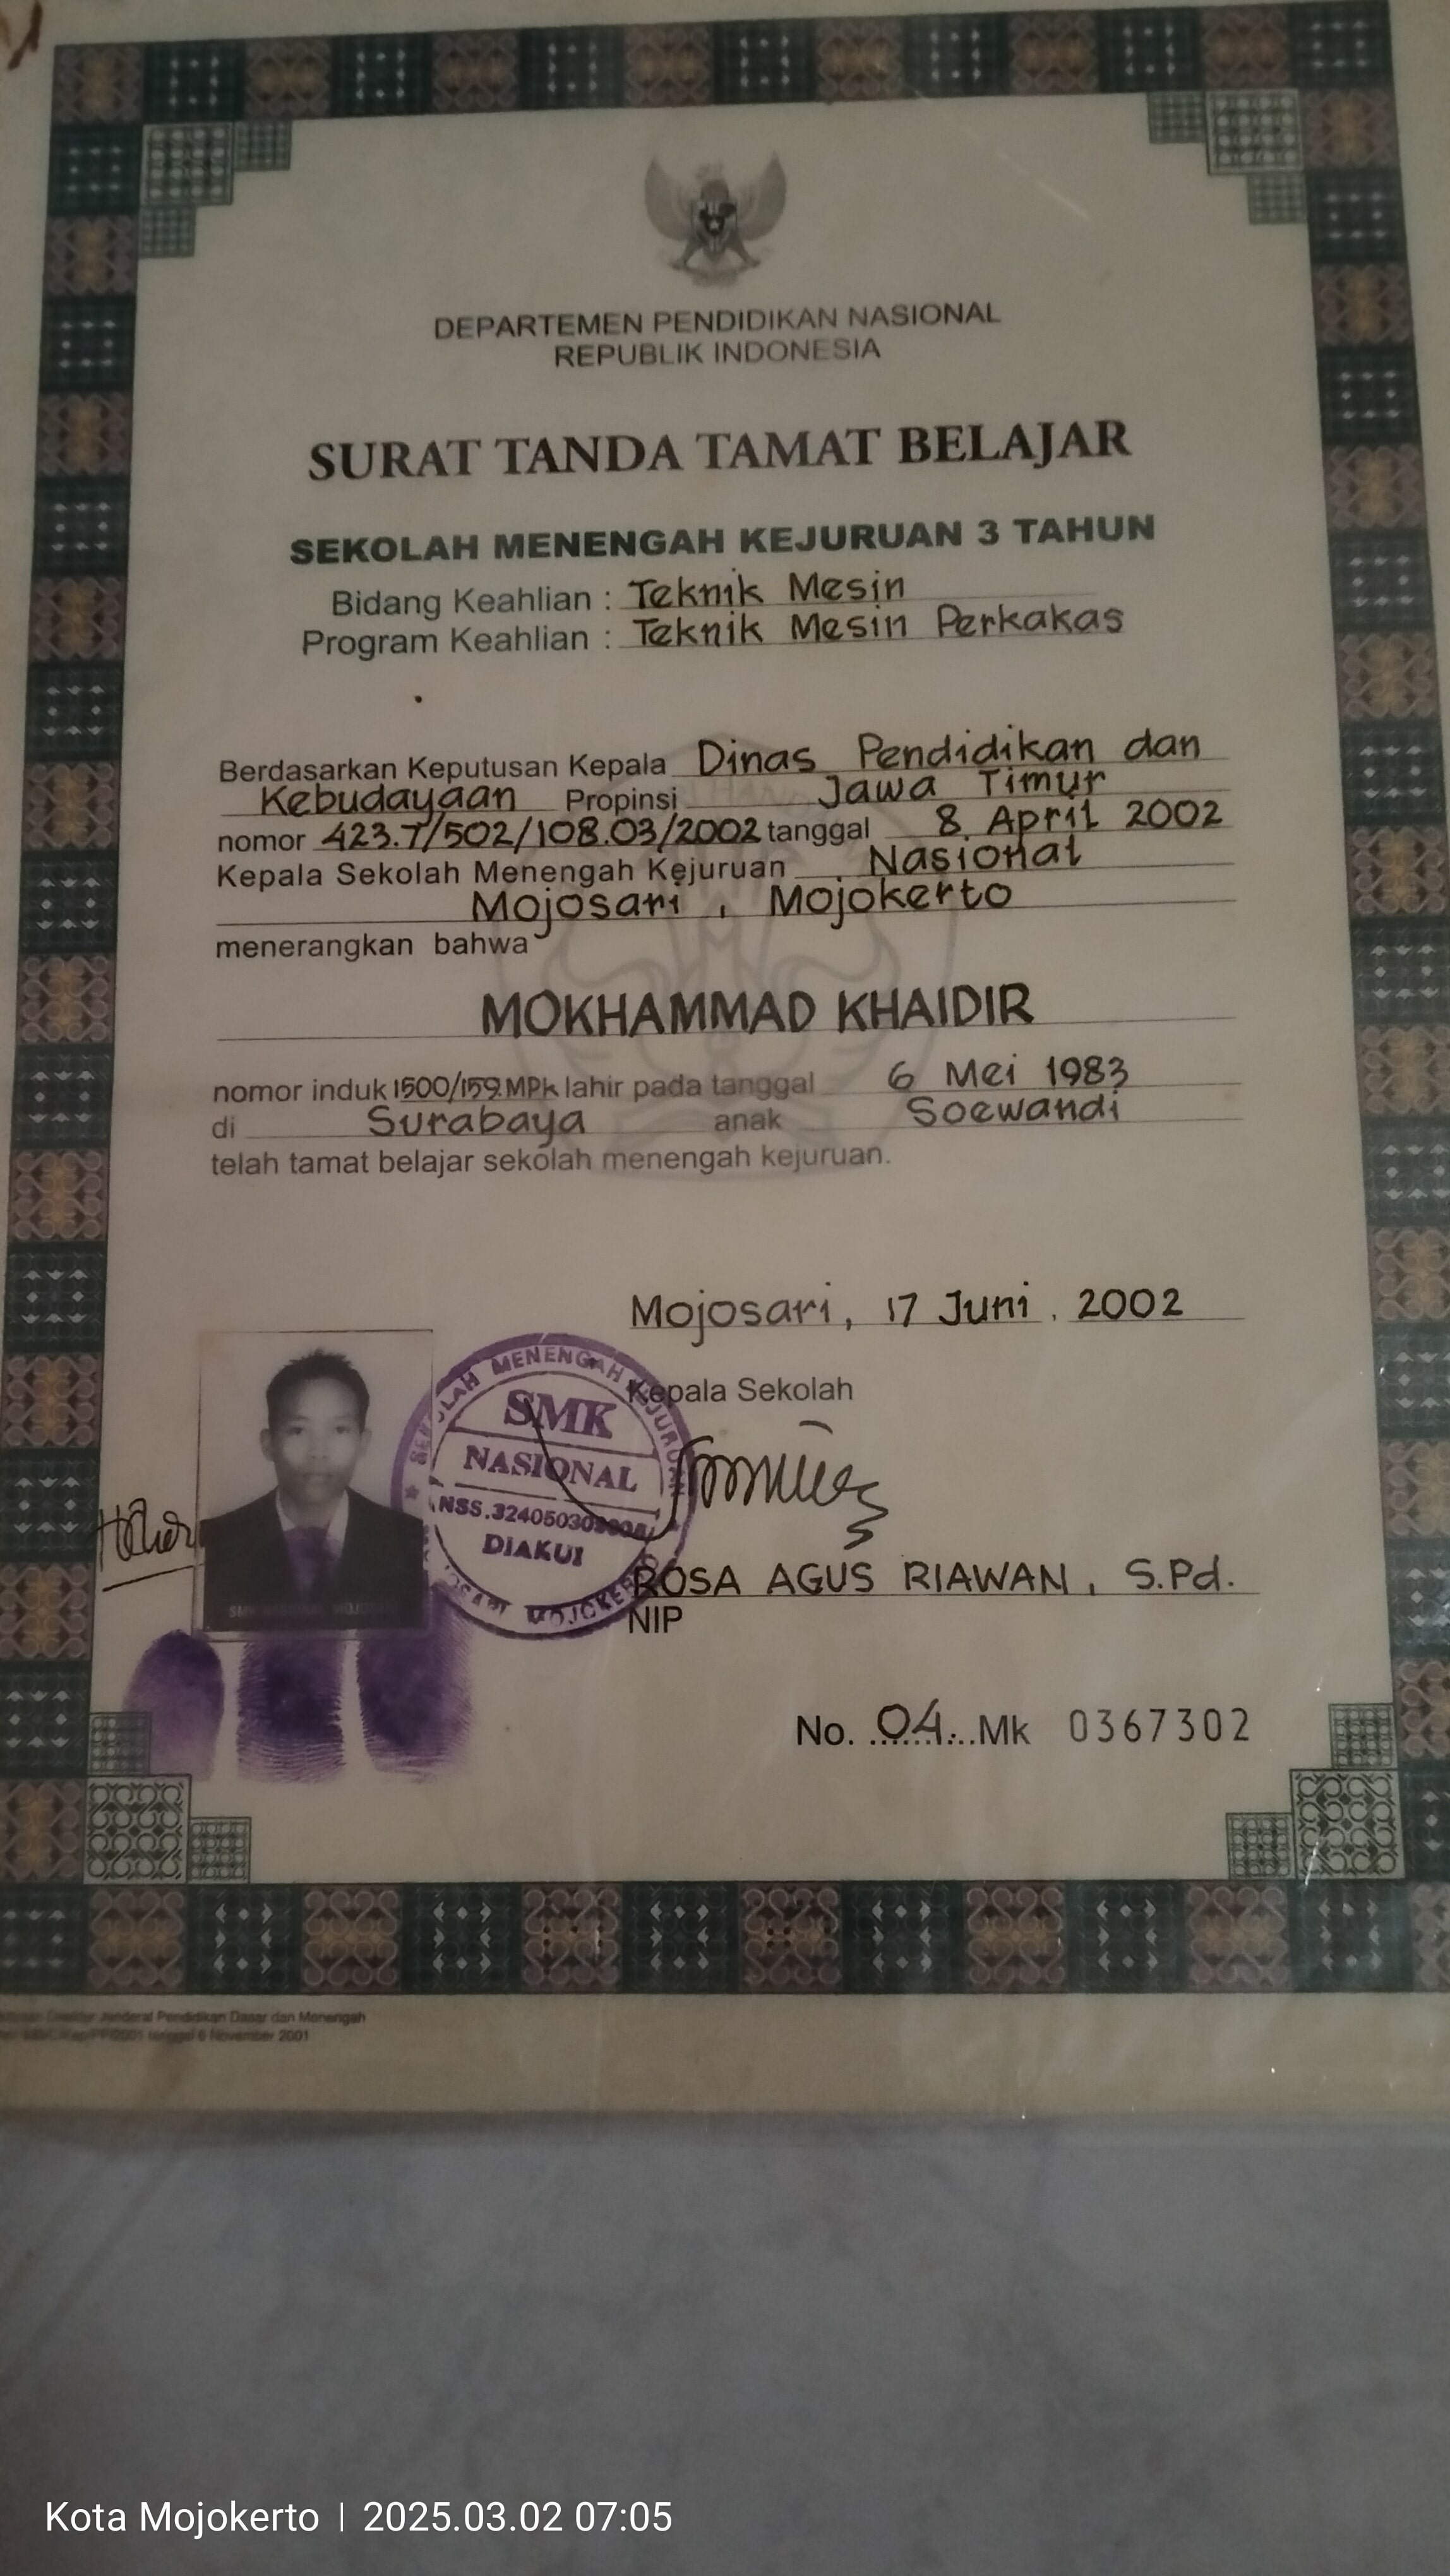 DEPARTEMEN PENDIDIKAN NASIONAL
REPUBLIK INDONESIA
SURAT TANDA TAMAT BELAJAR
SEKOLAH MENENGAH KEJURUAN 3 TAHUN
Bidang Keahlian : Teknik Mesin
Program Keahlian : Teknik Mesin Perkakas
Berdasarkan Keputusan Kepala Dinas Pendidikan dan
Kebudayaan Propinsi Jawa Timur
nomor 423.7/502/108.03/2002 tanggal 8 April 2002
Kepala Sekolah Menengah Kejuruan Nasional
Mojosari, Mojokerto
menerangkan bahwa
MOKHAMMAD KHAIDIR
nomor induk 1500/159.MPk lahir pada tanggal 6 Mei 1983
di Surabaya anak Soewandi
telah tamat belajar sekolah menengah kejuruan.
Mojosari, 17 Juni 2002
Kepala Sekolah
SEKOLAH MENENGAH KEJURUAN
SMK
NASIONAL
DIAKUI
MOJOSARI MOJOKERTO
ROSA AGUS RIAWAN, S.Pd.
NIP
No. 04 Mk 0367302
Direktur Jenderal Pendidikan Dasar dan Menengah
tanggal 6 November 2001
Kota Mojokerto | 2025.03.02 07:05